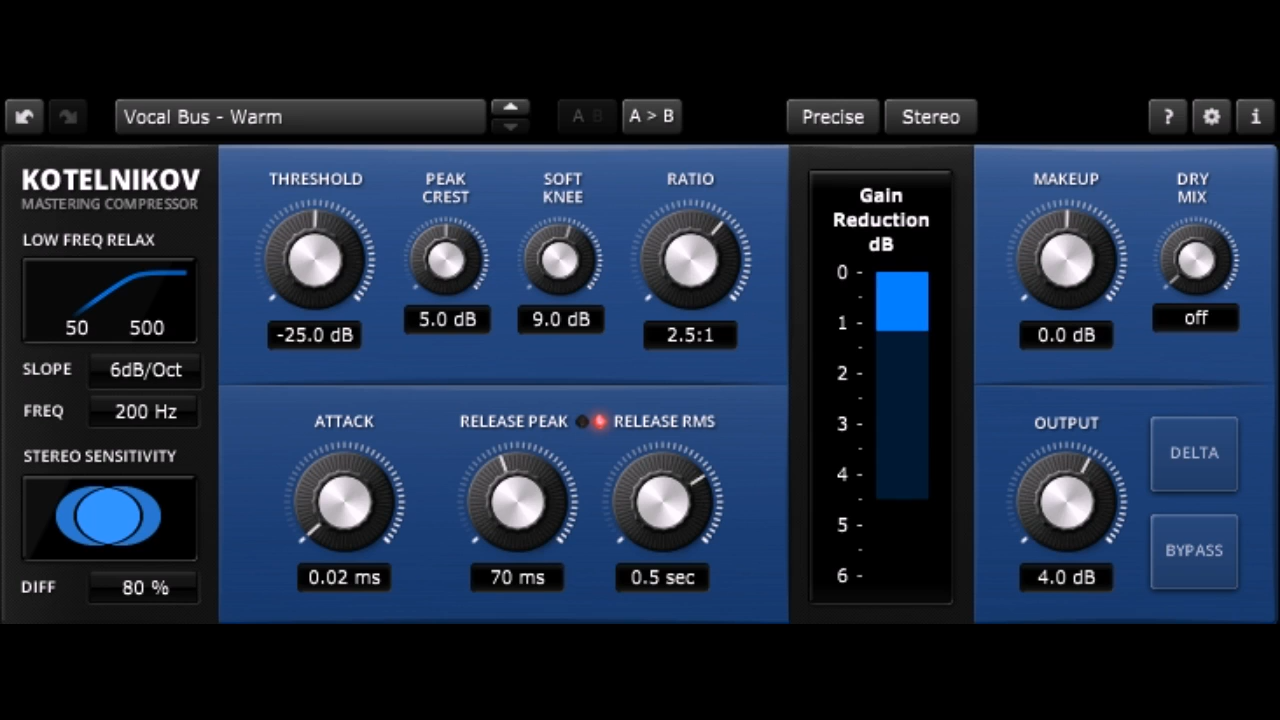 Vocal Bus - Warm
A B
A > B
Precise
Stereo
?
i
KOTELNIKOV
MASTERING COMPRESSOR
LOW FREQ RELAX
50 500
SLOPE 6dB/Oct
FREQ 200 Hz
STEREO SENSITIVITY
DIFF 80 %
THRESHOLD
-25.0 dB
PEAK
CREST
5.0 dB
SOFT
KNEE
9.0 dB
RATIO
2.5:1
ATTACK
0.02 ms
RELEASE PEAK
70 ms
RELEASE RMS
0.5 sec
Gain
Reduction
dB
0 -
1 -
2 -
3 -
4 -
5 -
6 -
MAKEUP
0.0 dB
DRY
MIX
off
OUTPUT
4.0 dB
DELTA
BYPASS